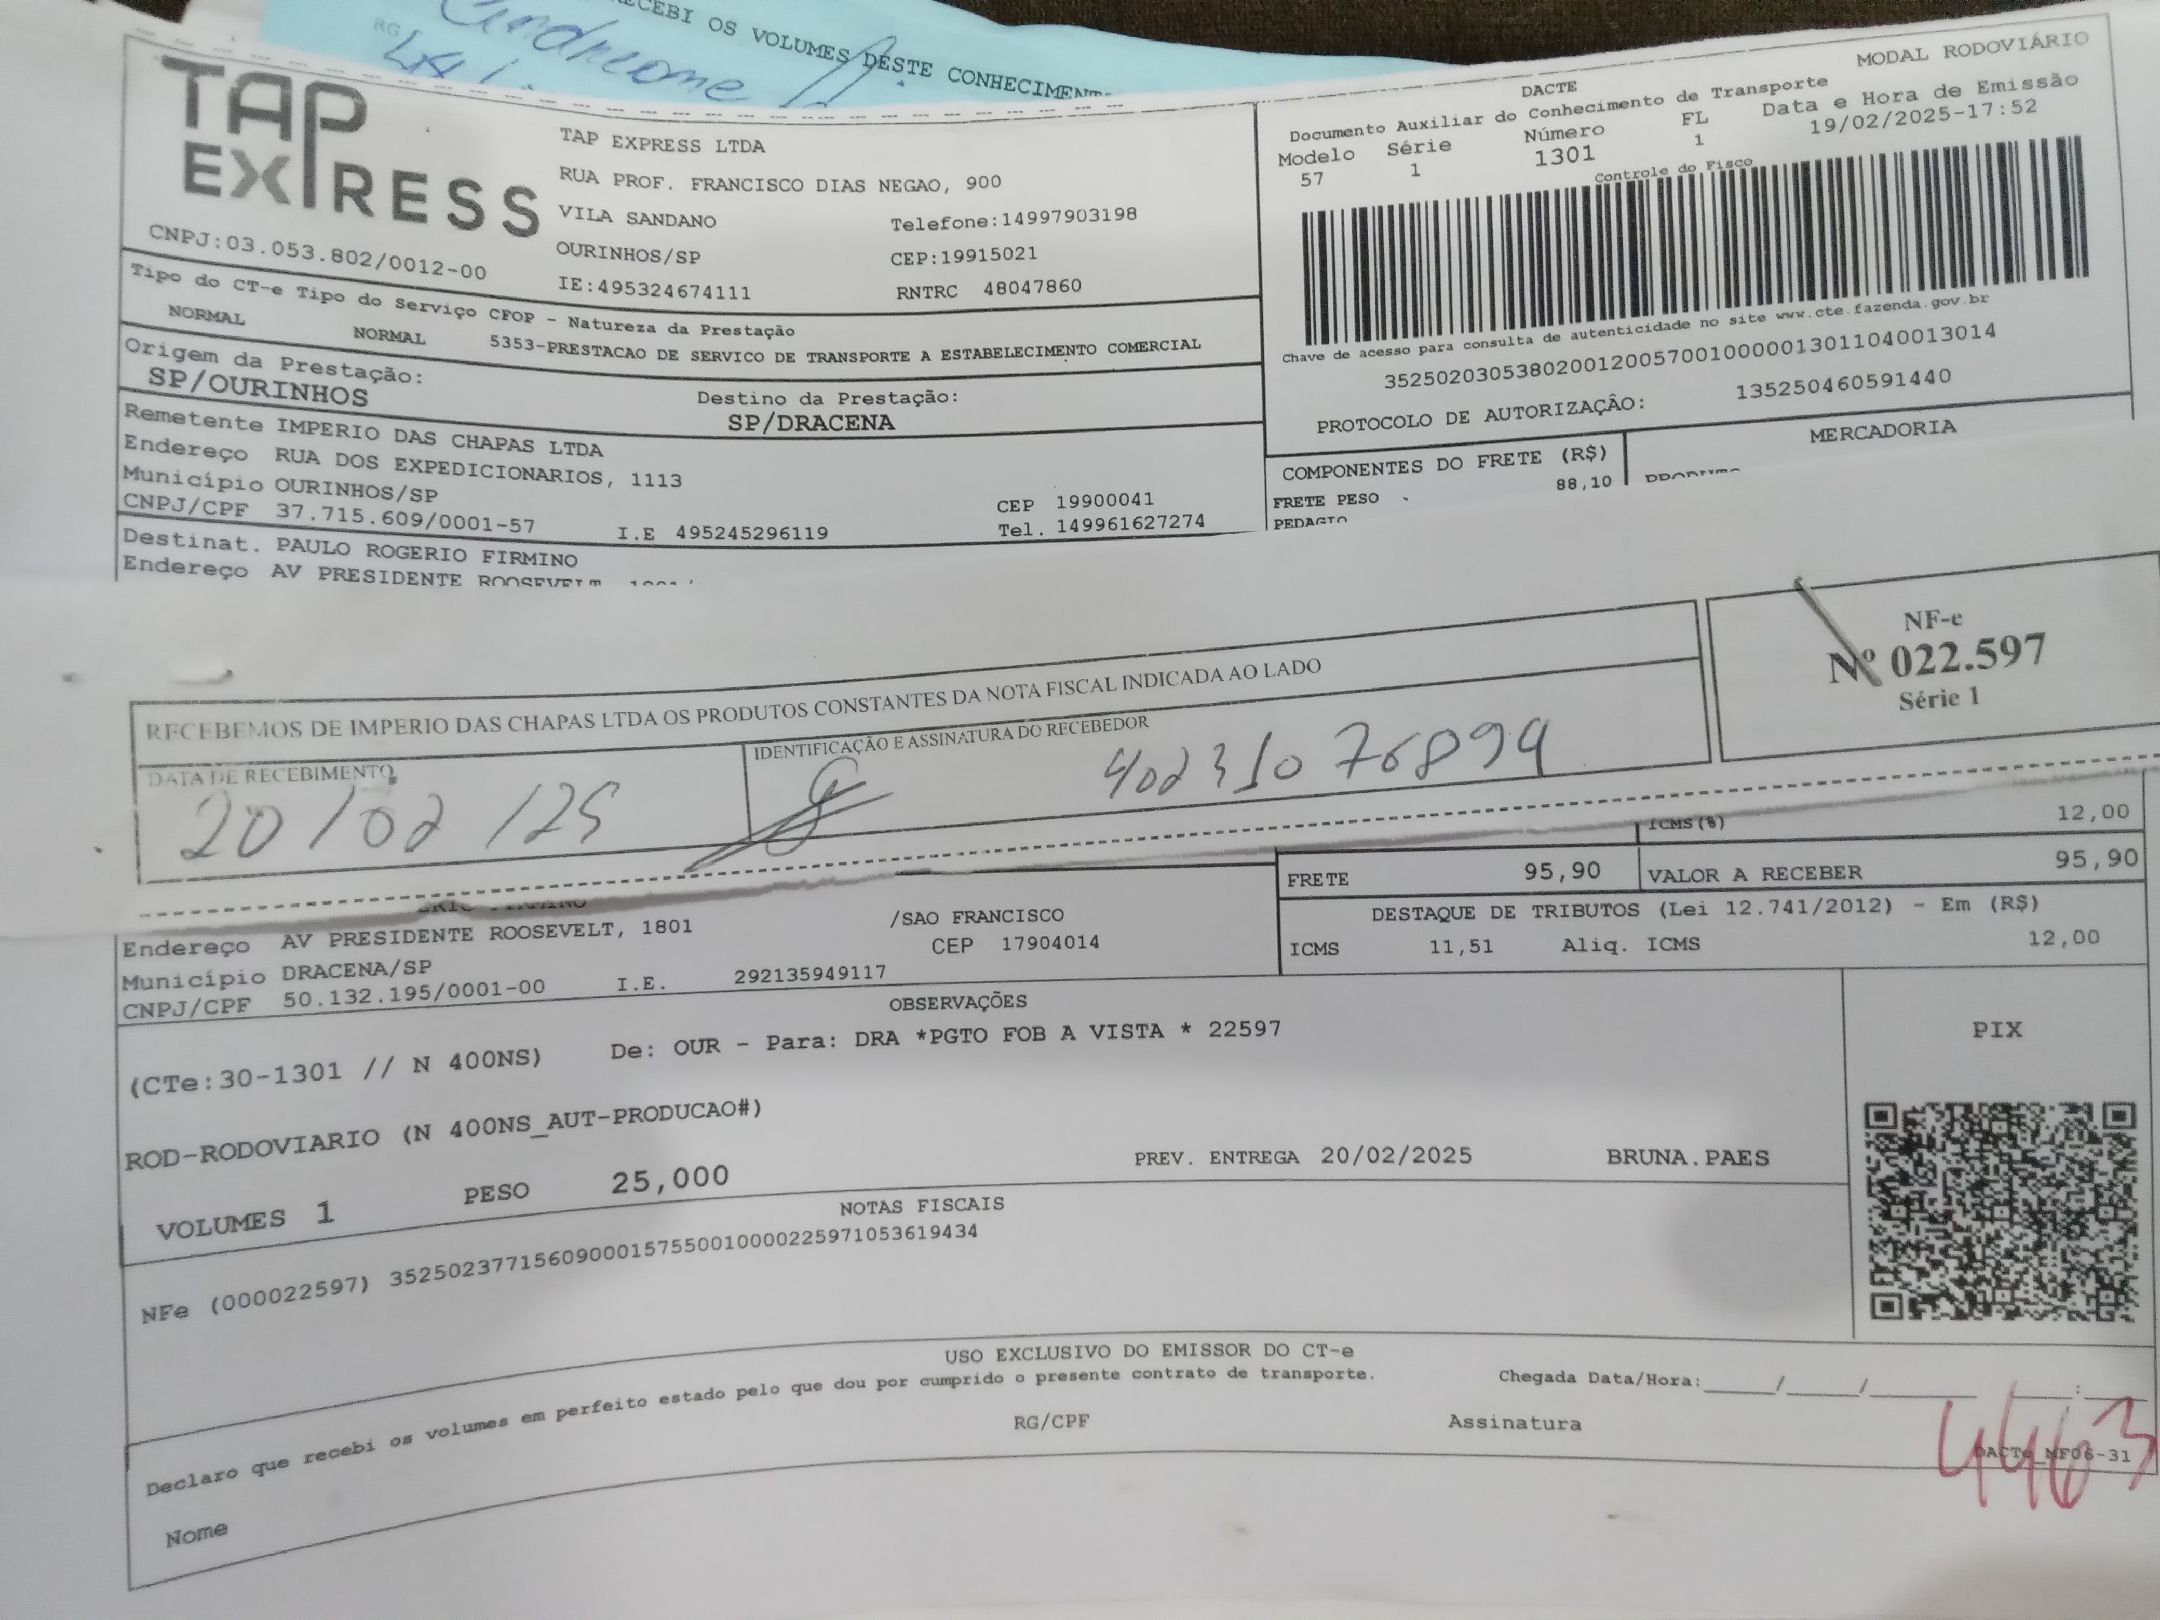 RECEBI OS VOLUMES DESTE CONHECIMENT
RG
TAP
EXPRESS
CNPJ:03.053.802/0012-00
TAP EXPRESS LTDA
RUA PROF. FRANCISCO DIAS NEGAO, 900
VILA SANDANO Telefone:14997903198
OURINHOS/SP CEP:19915021
IE:495324674111 RNTRC 48047860
MODAL RODOVIÁRIO
DACTE
Documento Auxiliar do Conhecimento de Transporte
Modelo Série Número FL Data e Hora de Emissão
57 1 1301 1 19/02/2025-17:52
Controle do Fisco
Chave de acesso para consulta de autenticidade no site www.cte.fazenda.gov.br
35250203053802001200570010000013011040013014
PROTOCOLO DE AUTORIZAÇÃO: 135250460591440
Tipo do CT-e Tipo do Serviço CFOP - Natureza da Prestação
NORMAL NORMAL 5353-PRESTACAO DE SERVICO DE TRANSPORTE A ESTABELECIMENTO COMERCIAL
Origem da Prestação: Destino da Prestação:
SP/OURINHOS SP/DRACENA
Remetente IMPERIO DAS CHAPAS LTDA
Endereço RUA DOS EXPEDICIONARIOS, 1113
Município OURINHOS/SP CEP 19900041
CNPJ/CPF 37.715.609/0001-57 I.E 495245296119 Tel. 149961627274
Destinat. PAULO ROGERIO FIRMINO
Endereço AV PRESIDENTE ROOSEVELT
COMPONENTES DO FRETE (R$) MERCADORIA
FRETE PESO 88,10
PEDAGIO
RECEBEMOS DE IMPERIO DAS CHAPAS LTDA OS PRODUTOS CONSTANTES DA NOTA FISCAL INDICADA AO LADO
DATA DE RECEBIMENTO IDENTIFICAÇÃO E ASSINATURA DO RECEBEDOR
20/02/25 40231076899
NF-e
Nº 022.597
Série 1
ICMS(%) 12,00
FRETE 95,90 VALOR A RECEBER 95,90
DESTAQUE DE TRIBUTOS (Lei 12.741/2012) - Em (R$)
ICMS 11,51 Aliq. ICMS 12,00
Endereço AV PRESIDENTE ROOSEVELT, 1801 /SAO FRANCISCO
Município DRACENA/SP CEP 17904014
CNPJ/CPF 50.132.195/0001-00 I.E. 292135949117
OBSERVAÇÕES
(CTe:30-1301 // N 400NS) De: OUR - Para: DRA *PGTO FOB A VISTA * 22597
ROD-RODOVIARIO (N 400NS_AUT-PRODUCAO#)
VOLUMES 1 PESO 25,000 PREV. ENTREGA 20/02/2025 BRUNA.PAES
PIX
NOTAS FISCAIS
NFe (000022597) 35250237715609000157550010000225971053619434
USO EXCLUSIVO DO EMISSOR DO CT-e
Declaro que recebi os volumes em perfeito estado pelo que dou por cumprido o presente contrato de transporte. Chegada Data/Hora:_____/_____/________ _____:_____
Nome RG/CPF Assinatura
DACTe_MF06-31
4463